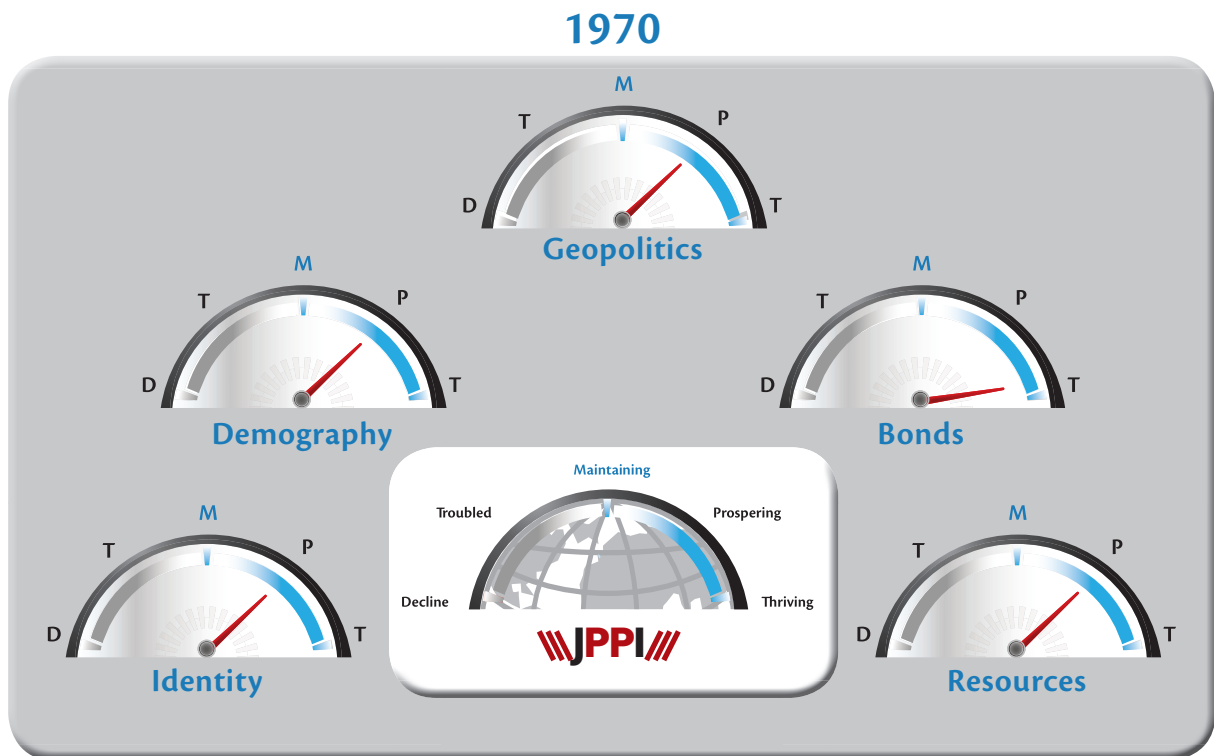 1970
M
T P
D T
Geopolitics
M
T P
D T
Demography
M
T P
D T
Bonds
Maintaining
Troubled Prospering
Decline Thriving
JPPI
M
T P
D T
Identity
M
T P
D T
Resources